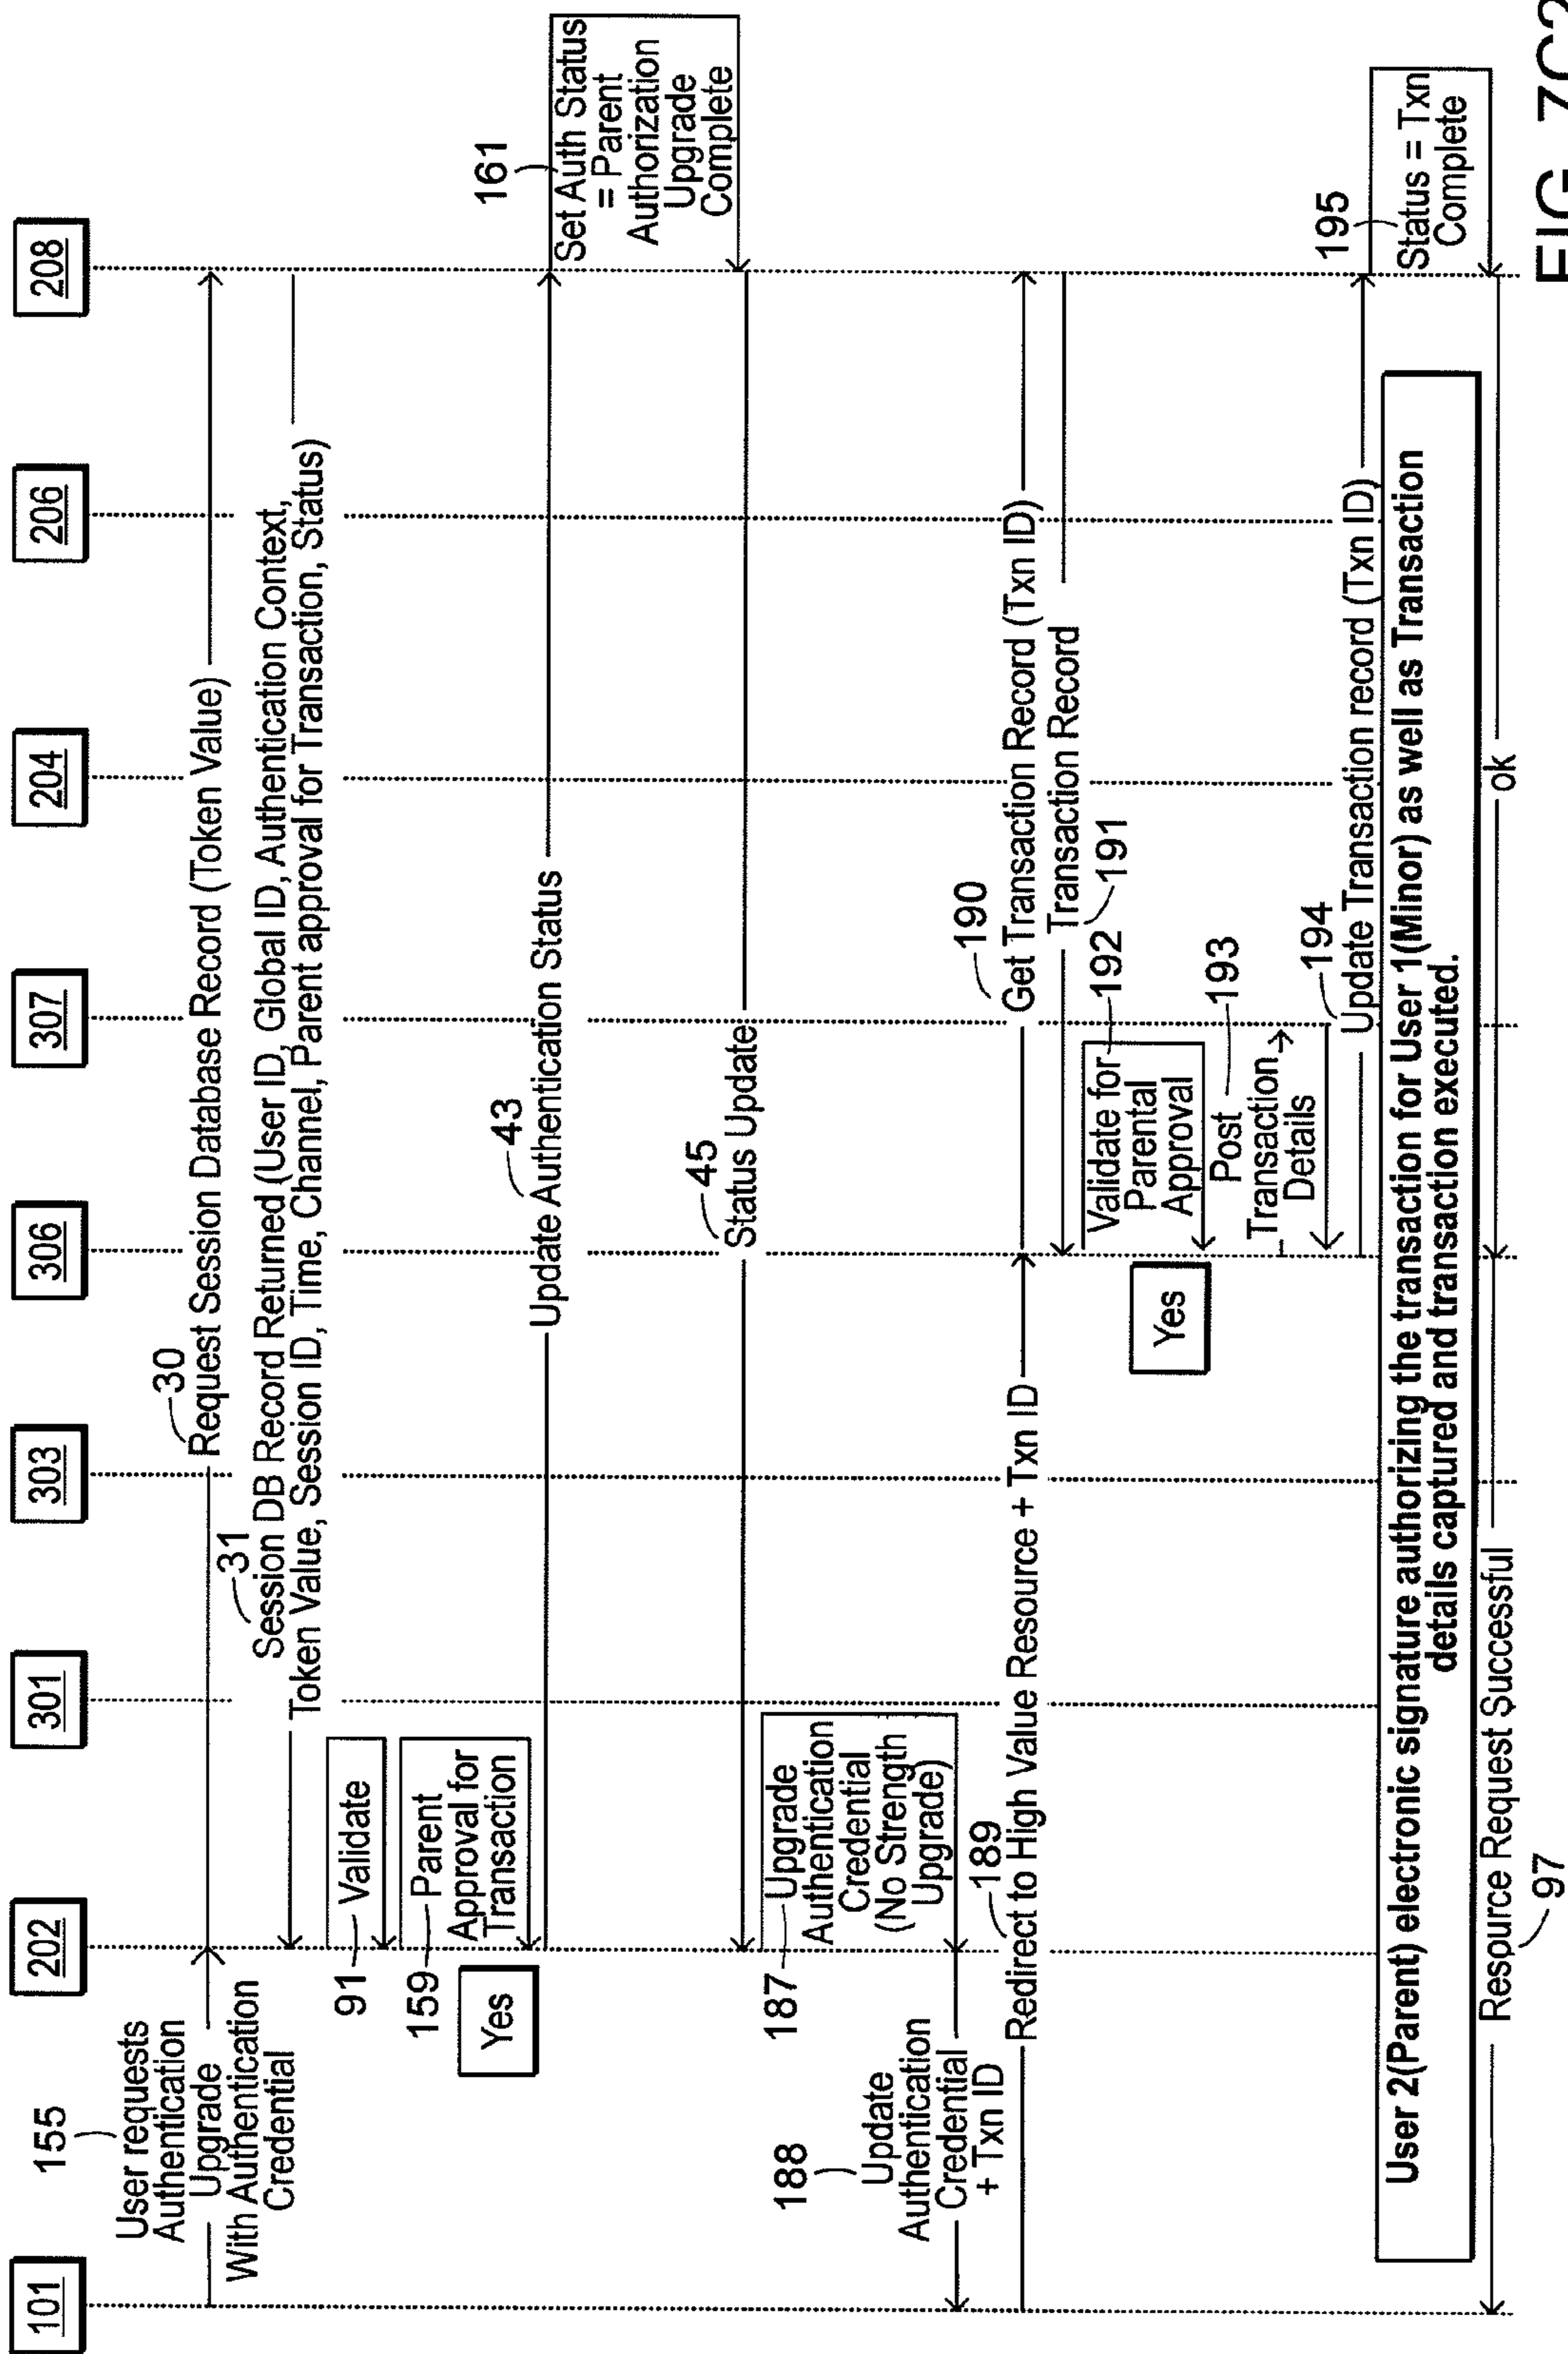 101
202
301
303
306
307
204
206
208
155
User requests
Authentication
Upgrade
With Authentication
Credential
30
Request Session Database Record (Token Value)
31
Session DB Record Returned (User ID, Global ID, Authentication Context,
Token Value, Session ID, Time, Channel, Parent approval for Transaction, Status)
91
Validate
159
Parent
Approval for
Transaction
Yes
43
Update Authentication Status
161
Set Auth Status
= Parent
Authorization
Upgrade
Complete
45
Status Update
187
Upgrade
Authentication
Credential
(No Strength
Upgrade)
188
Update
Authentication
Credential
+ Txn ID
189
Redirect to High Value Resource + Txn ID
190
Get Transaction Record (Txn ID)
Transaction Record
191
192
Validate for
Parental
Approval
Yes
193
Post
Transaction
Details
194
Update Transaction record (Txn ID)
195
Status = Txn
Complete
User 2(Parent) electronic signature authorizing the transaction for User 1(Minor) as well as Transaction
details captured and transaction executed.
Resource Request Successful
ok
97
FIG. 7C2